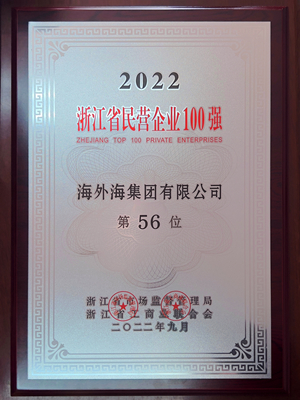 2022
浙江省民营企业100强
ZHEJIANG TOP 100 PRIVATE ENTERPRISES
海外海集团有限公司
第 56 位
浙江省市场监督管理局
浙江省工商业联合会
二〇二二年九月